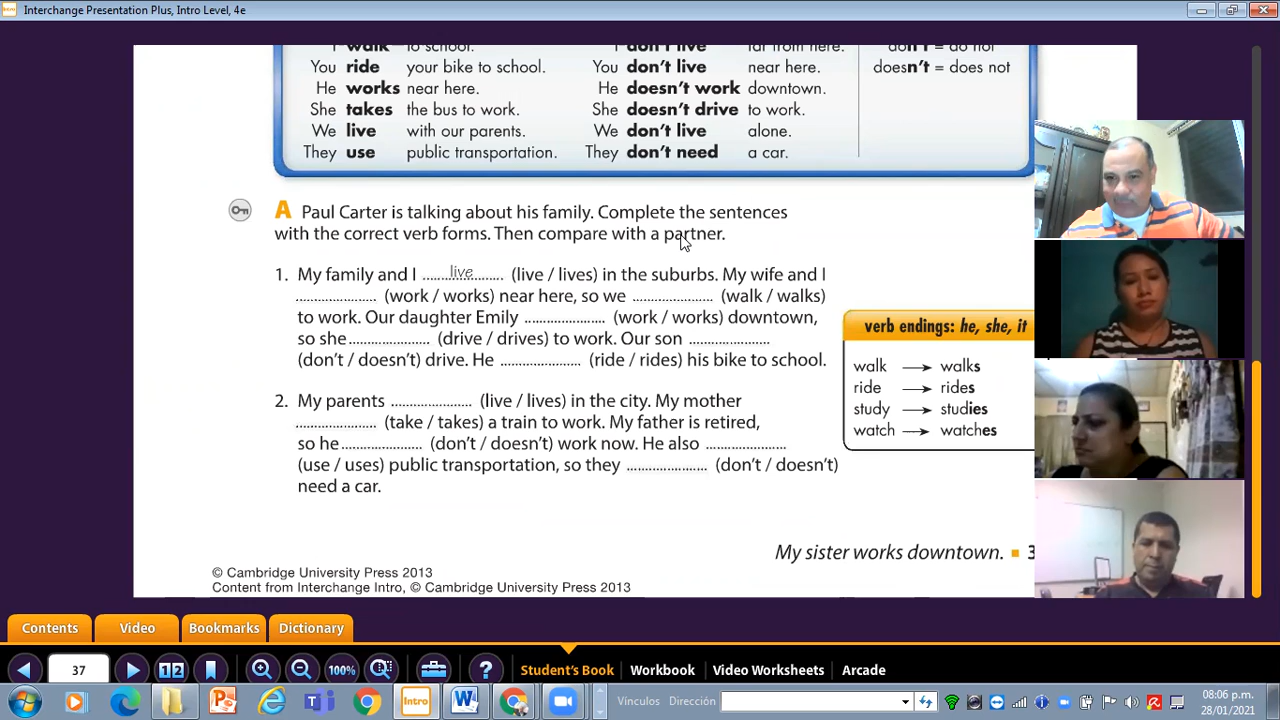 Interchange Presentation Plus, Intro Level, 4e
I walk to school. I don't live far from here. don't = do not
You ride your bike to school. You don't live near here. doesn't = does not
He works near here. He doesn't work downtown.
She takes the bus to work. She doesn't drive to work.
We live with our parents. We don't live alone.
They use public transportation. They don't need a car.
A Paul Carter is talking about his family. Complete the sentences
with the correct verb forms. Then compare with a partner.
1. My family and I ....live.... (live / lives) in the suburbs. My wife and I
..................... (work / works) near here, so we ..................... (walk / walks)
to work. Our daughter Emily ..................... (work / works) downtown,
so she ..................... (drive / drives) to work. Our son .....................
(don't / doesn't) drive. He ..................... (ride / rides) his bike to school.
2. My parents ..................... (live / lives) in the city. My mother
..................... (take / takes) a train to work. My father is retired,
so he ..................... (don't / doesn't) work now. He also .....................
(use / uses) public transportation, so they ..................... (don't / doesn't)
need a car.
verb endings: he, she, it
walk → walks
ride → rides
study → studies
watch → watches
My sister works downtown. ▪ 3
© Cambridge University Press 2013
Content from Interchange Intro, © Cambridge University Press 2013
Contents Video Bookmarks Dictionary
37 12 100% ? Student's Book Workbook Video Worksheets Arcade
Intro Vínculos Dirección 08:06 p.m.
28/01/2021